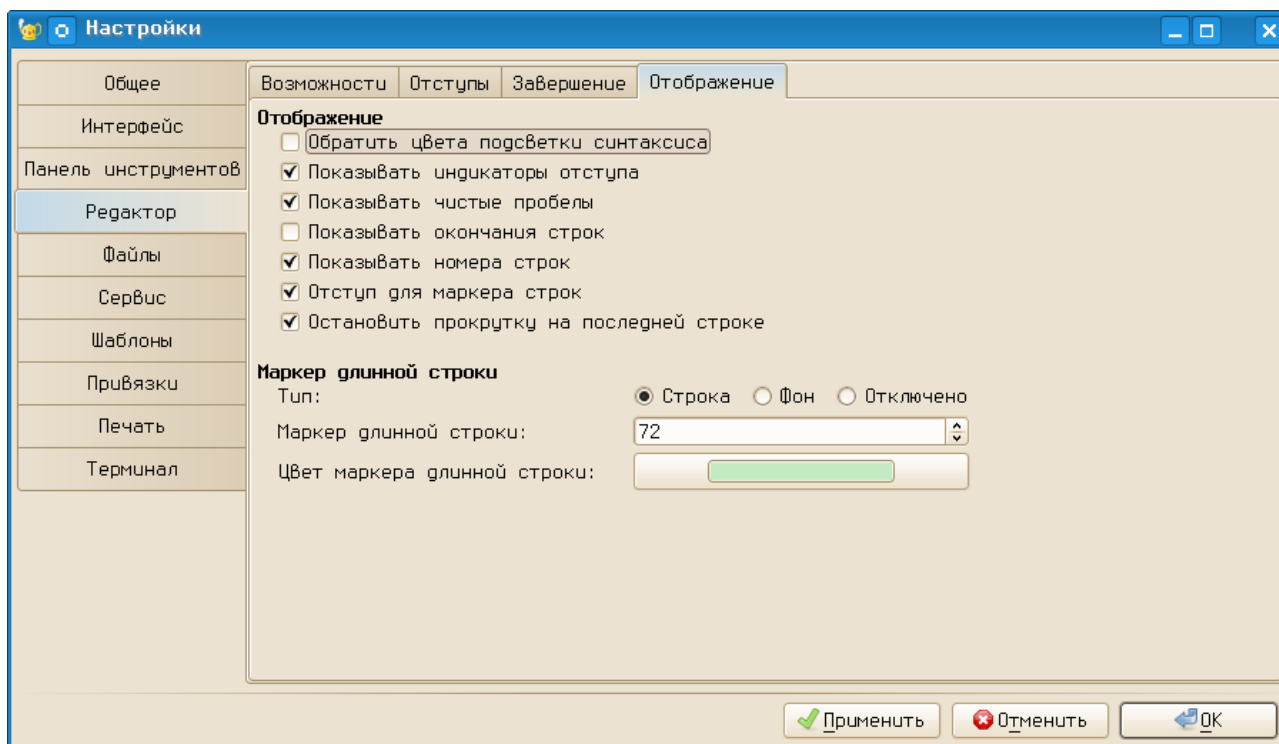 Настройки
Общее
Интерфейс
Панель инструментов
Редактор
Файлы
Сервис
Шаблоны
Привязки
Печать
Терминал
Возможности Отступы Завершение Отображение
Отображение
Обратить цвета подсветки синтаксиса
Показывать индикаторы отступа
Показывать чистые пробелы
Показывать окончания строк
Показывать номера строк
Отступ для маркера строк
Остановить прокрутку на последней строке
Маркер длинной строки
Тип: Строка Фон Отключено
Маркер длинной строки: 72
Цвет маркера длинной строки:
Применить Отменить OK